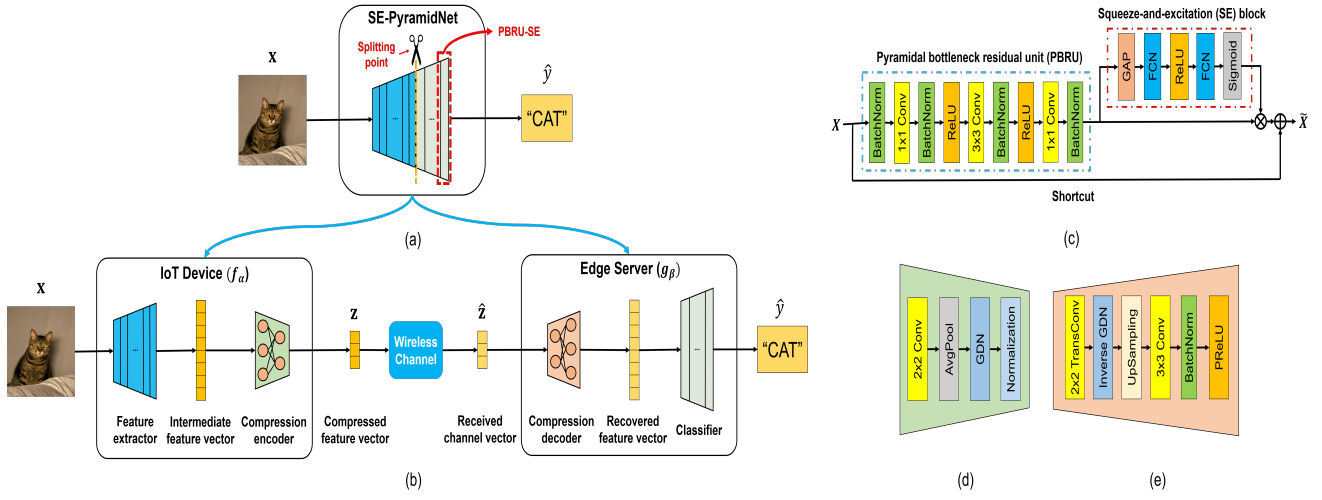 SE-PyramidNet
PBRU-SE
Splitting
point
x
...
...
ŷ
“CAT”
(a)
IoT Device (fα)
Edge Server (gβ)
x
...
z
Wireless
Channel
ẑ
...
ŷ
“CAT”
Feature
extractor
Intermediate
feature vector
Compression
encoder
Compressed
feature vector
Received
channel vector
Compression
decoder
Recovered
feature vector
Classifier
(b)
Squeeze-and-excitation (SE) block
GAP
FCN
ReLU
FCN
Sigmoid
Pyramidal bottleneck residual unit (PBRU)
X
BatchNorm
1x1 Conv
BatchNorm
ReLU
3x3 Conv
BatchNorm
ReLU
1x1 Conv
BatchNorm
X̃
Shortcut
(c)
2x2 Conv
AvgPool
GDN
Normalization
(d)
2x2 TransConv
Inverse GDN
UpSampling
3x3 Conv
BatchNorm
PReLU
(e)